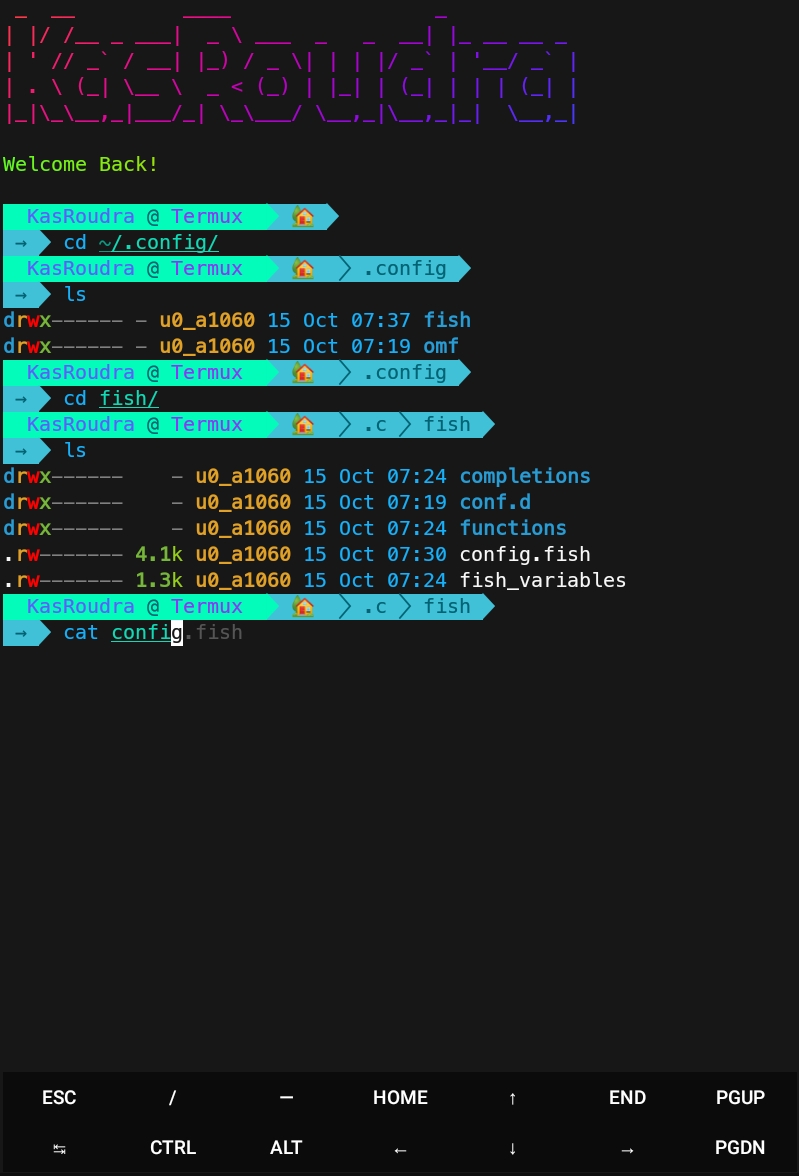 KasRoudra
Welcome Back!
KasRoudra @ Termux 🏡
→ cd ~/.config/
KasRoudra @ Termux 🏡 .config
→ ls
drwx------ - u0_a1060 15 Oct 07:37 fish
drwx------ - u0_a1060 15 Oct 07:19 omf
KasRoudra @ Termux 🏡 .config
→ cd fish/
KasRoudra @ Termux 🏡 .c fish
→ ls
drwx------ - u0_a1060 15 Oct 07:24 completions
drwx------ - u0_a1060 15 Oct 07:19 conf.d
drwx------ - u0_a1060 15 Oct 07:24 functions
.rw------- 4.1k u0_a1060 15 Oct 07:30 config.fish
.rw------- 1.3k u0_a1060 15 Oct 07:24 fish_variables
KasRoudra @ Termux 🏡 .c fish
→ cat config.fish
ESC / — HOME ↑ END PGUP
↹ CTRL ALT ← ↓ → PGDN